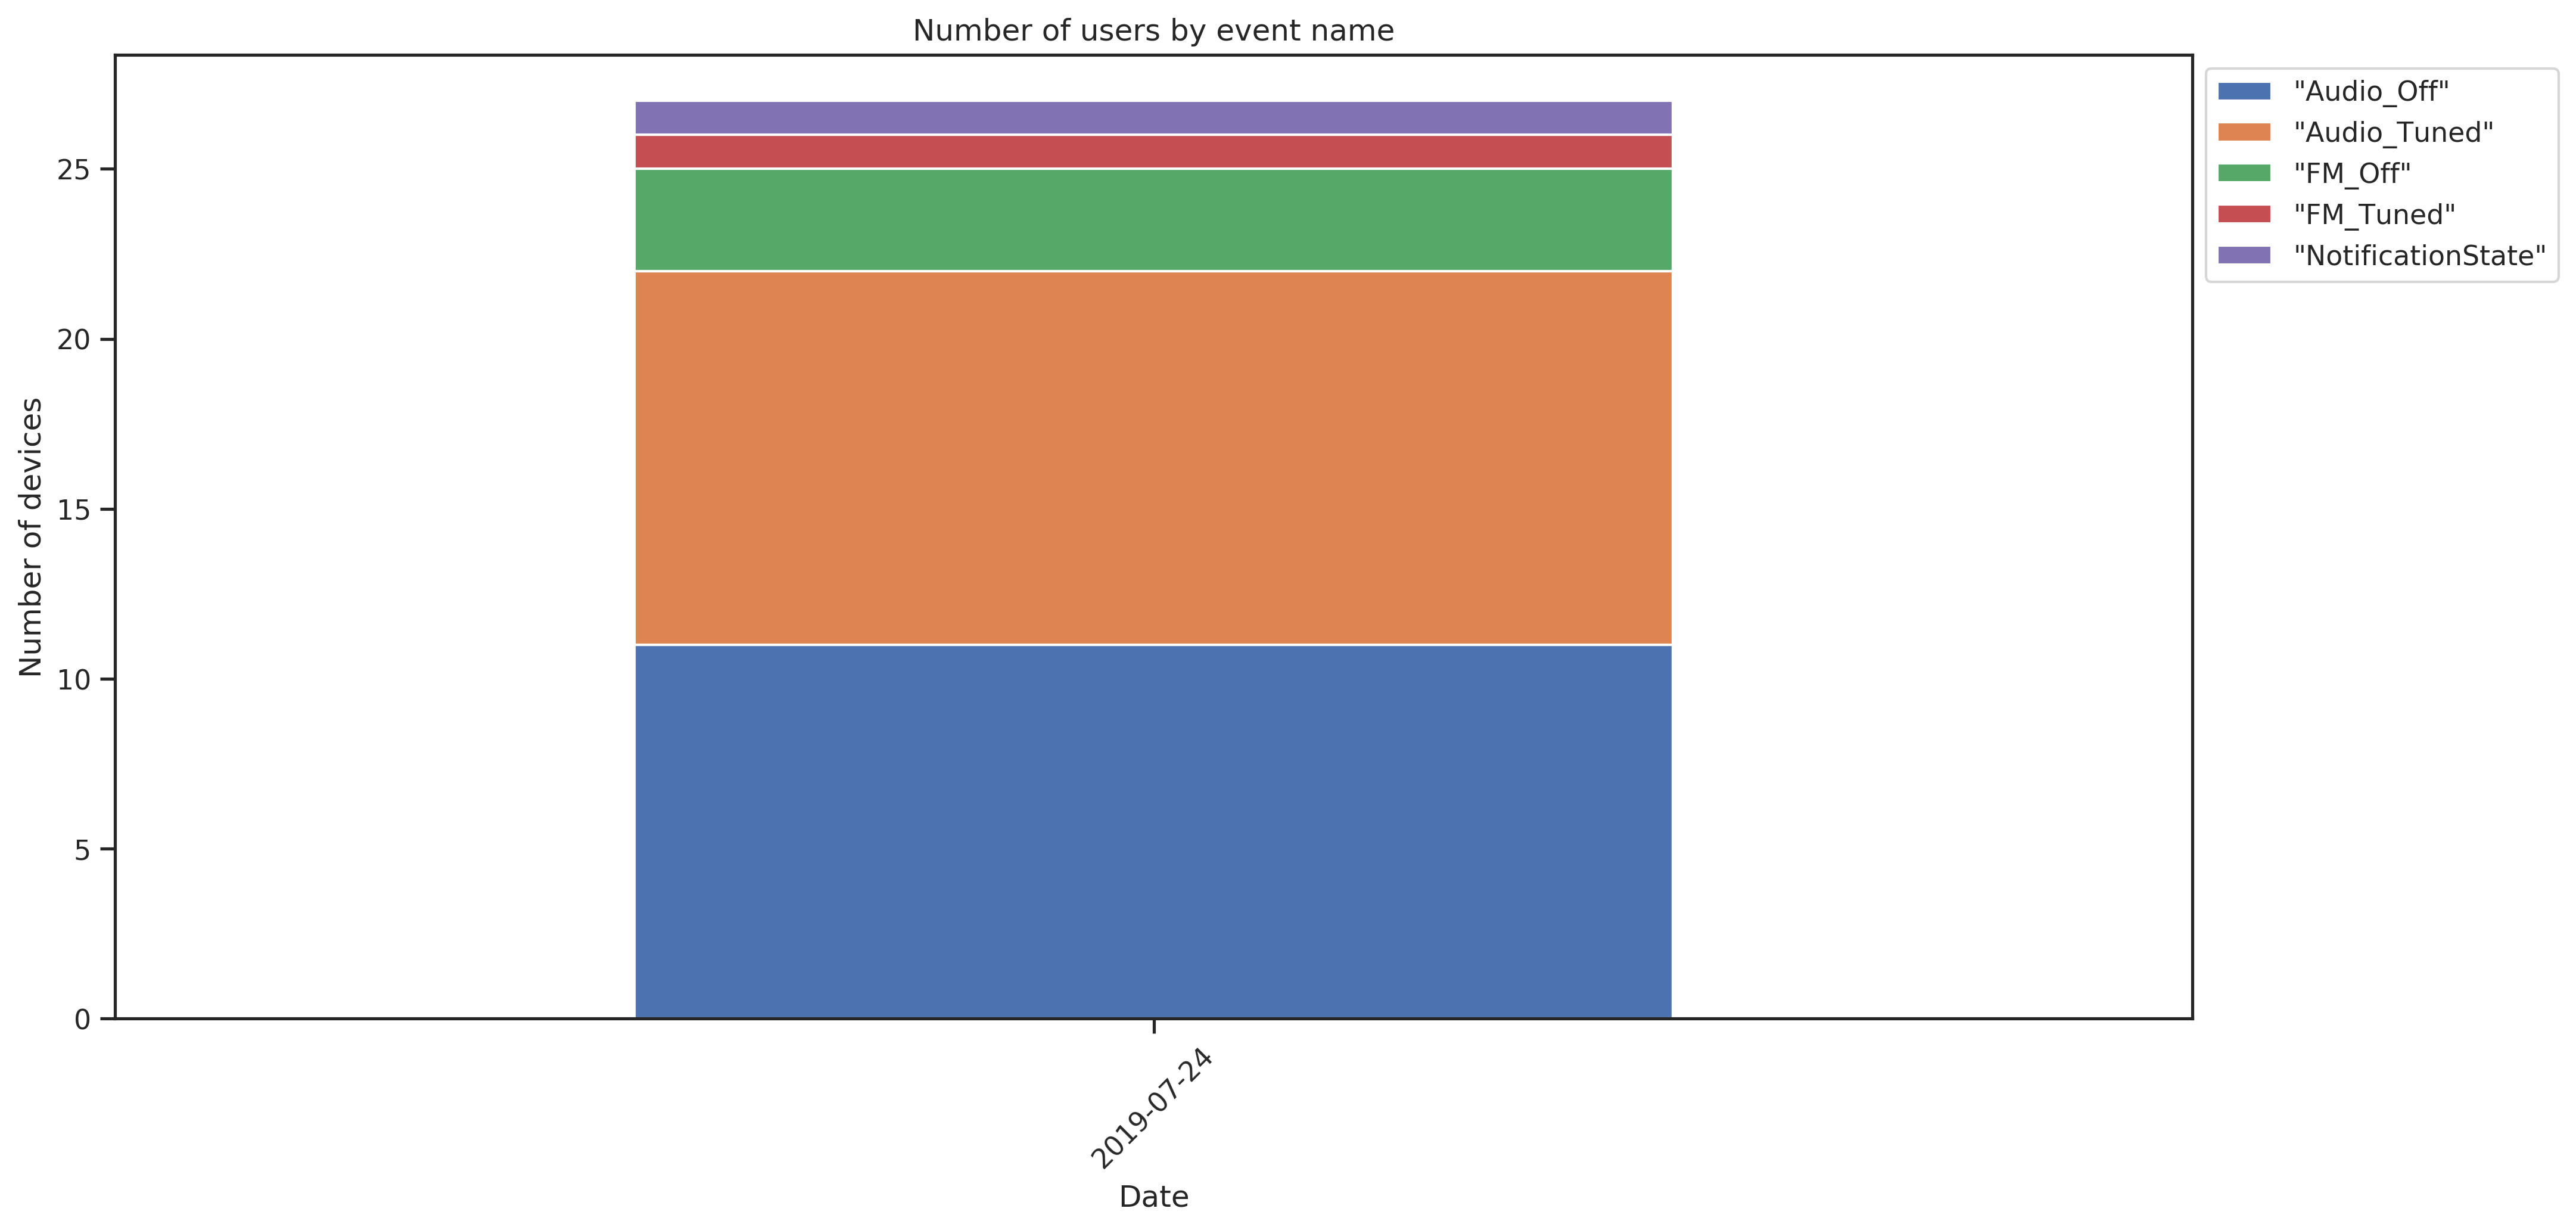 Number of users by event name
"Audio_Off"
"Audio_Tuned"
"FM_Off"
"FM_Tuned"
"NotificationState"
Number of devices
25
20
15
10
5
0
2019-07-24
Date